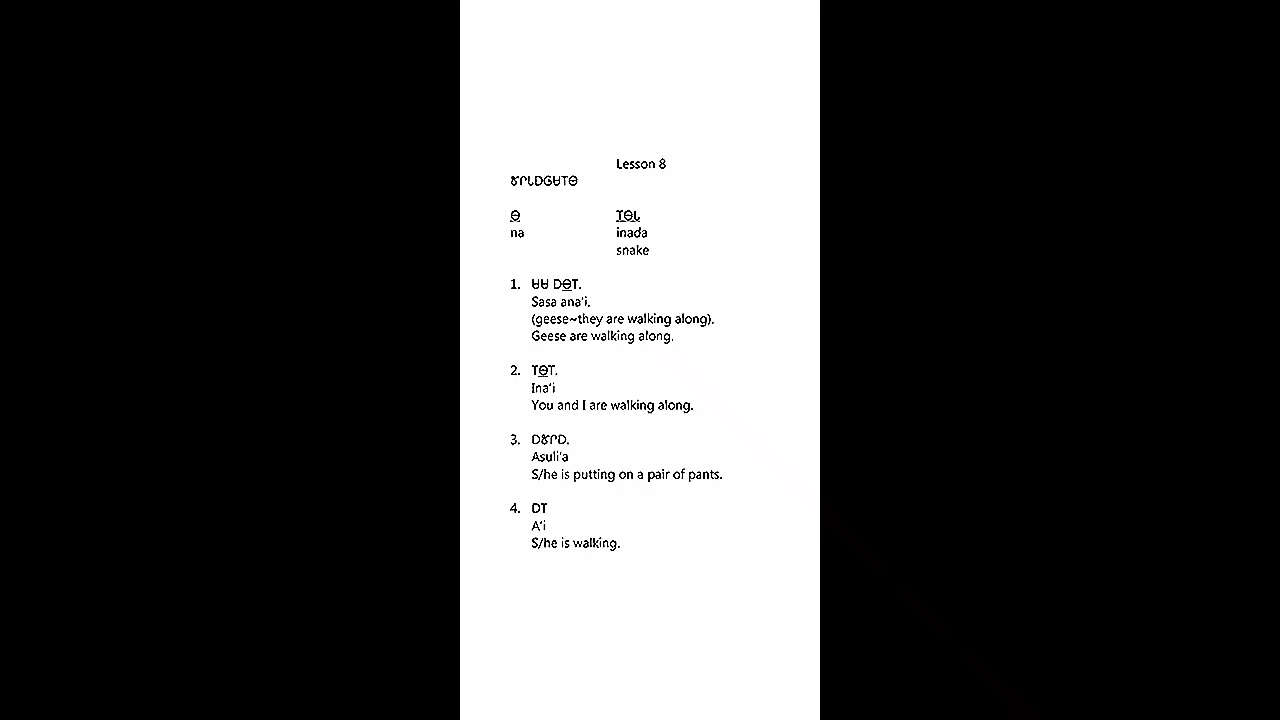 Lesson 8
ᏑᎵᏓᎠᏩᏌᎢᎾ
Ꮎ ᎢᎾᏓ
na inada
snake
1. ᏌᏌ ᎠᎾᎢ.
Sasa ana'i.
(geese~they are walking along).
Geese are walking along.
2. ᎢᎾᎢ.
Ina'i
You and I are walking along.
3. ᎠᏑᎵᎠ.
Asuli'a
S/he is putting on a pair of pants.
4. ᎠᎢ
A'i
S/he is walking.